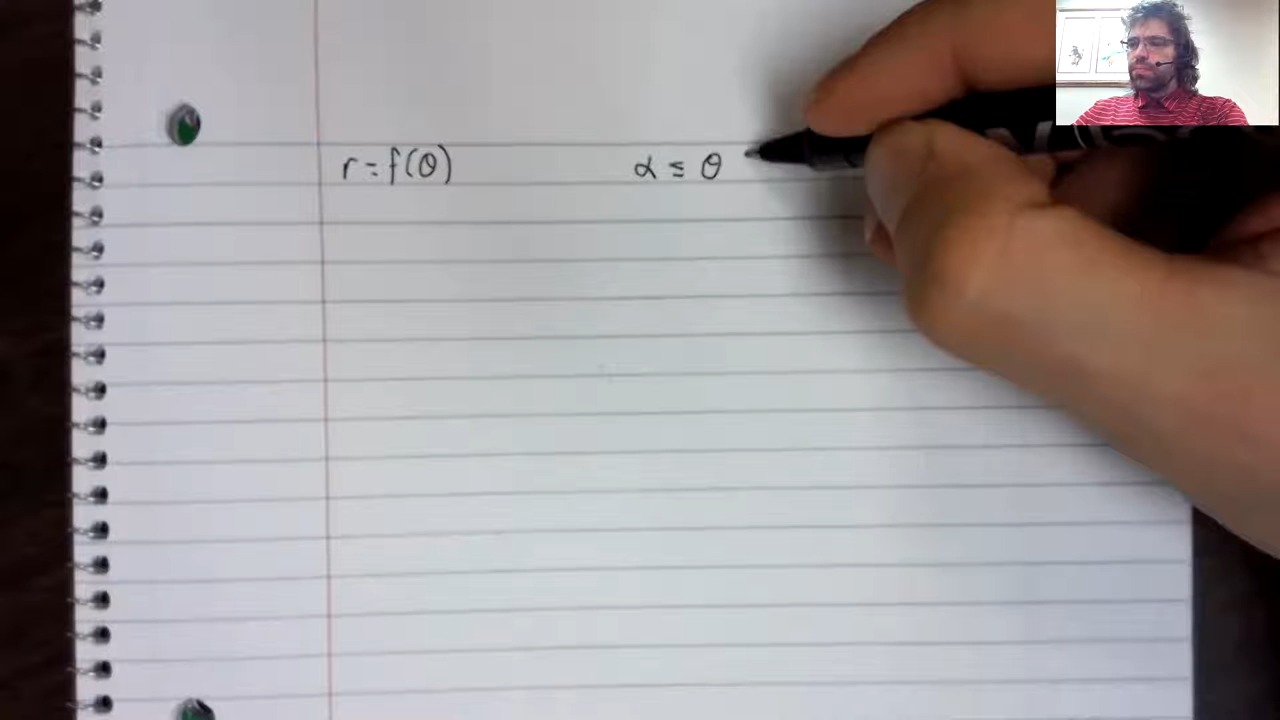 r = f(θ) α ≤ θ